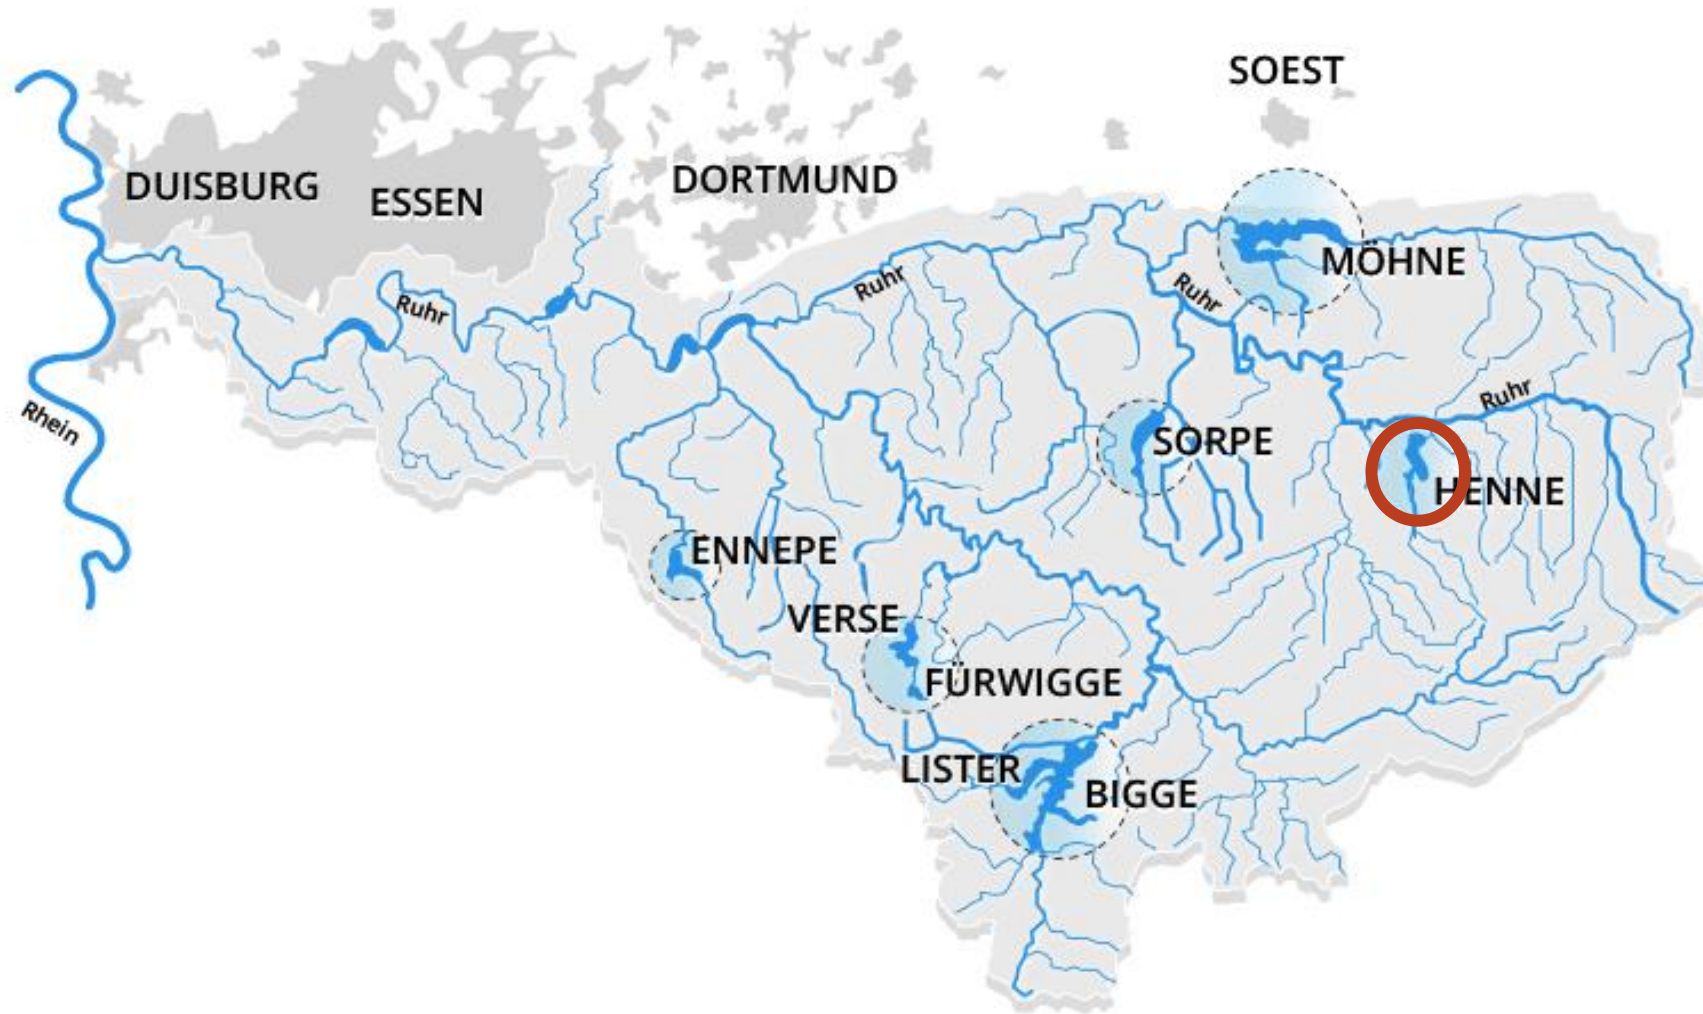 SOEST
DUISBURG
ESSEN
DORTMUND
MÖHNE
Ruhr
Ruhr
Ruhr
Ruhr
Rhein
SORPE
HENNE
ENNEPE
VERSE
FÜRWIGGE
LISTER
BIGGE